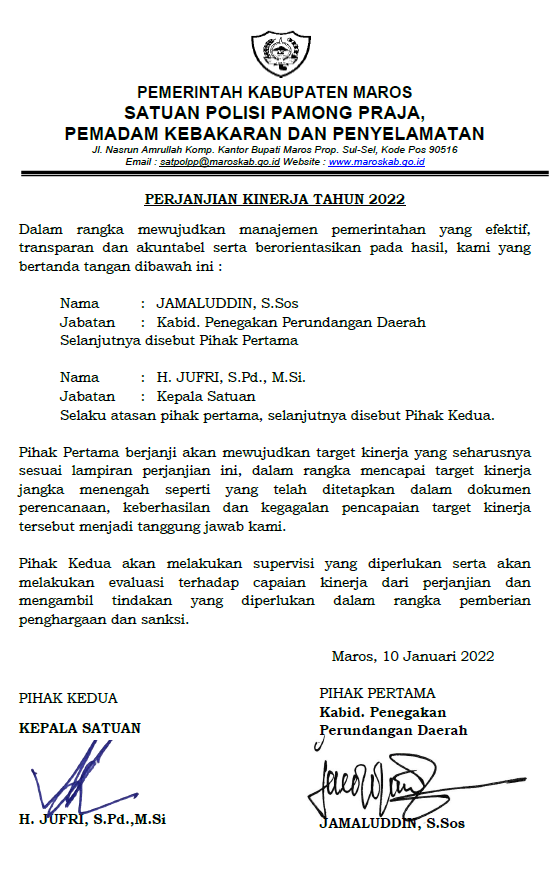 PEMERINTAH KABUPATEN MAROS
SATUAN POLISI PAMONG PRAJA,
PEMADAM KEBAKARAN DAN PENYELAMATAN
Jl. Nasrun Amrullah Komp. Kantor Bupati Maros Prop. Sul-Sel, Kode Pos 90516
Email : satpolpp@maroskab.go.id Website : www.maroskab.go.id
PERJANJIAN KINERJA TAHUN 2022
Dalam rangka mewujudkan manajemen pemerintahan yang efektif,
transparan dan akuntabel serta berorientasikan pada hasil, kami yang
bertanda tangan dibawah ini :
Nama : JAMALUDDIN, S.Sos
Jabatan : Kabid. Penegakan Perundangan Daerah
Selanjutnya disebut Pihak Pertama
Nama : H. JUFRI, S.Pd., M.Si.
Jabatan : Kepala Satuan
Selaku atasan pihak pertama, selanjutnya disebut Pihak Kedua.
Pihak Pertama berjanji akan mewujudkan target kinerja yang seharusnya
sesuai lampiran perjanjian ini, dalam rangka mencapai target kinerja
jangka menengah seperti yang telah ditetapkan dalam dokumen
perencanaan, keberhasilan dan kegagalan pencapaian target kinerja
tersebut menjadi tanggung jawab kami.
Pihak Kedua akan melakukan supervisi yang diperlukan serta akan
melakukan evaluasi terhadap capaian kinerja dari perjanjian dan
mengambil tindakan yang diperlukan dalam rangka pemberian
penghargaan dan sanksi.
Maros, 10 Januari 2022
PIHAK KEDUA
KEPALA SATUAN
H. JUFRI, S.Pd.,M.Si
PIHAK PERTAMA
Kabid. Penegakan
Perundangan Daerah
JAMALUDDIN, S.Sos